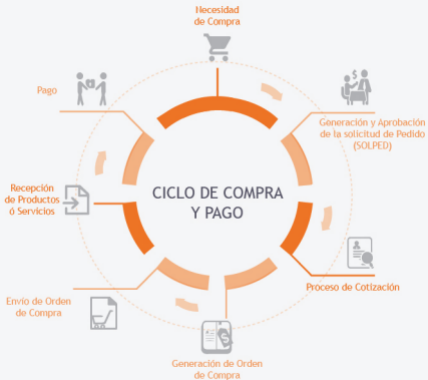 Necesidad
de Compra
Generación y Aprobación
de la solicitud de Pedido
(SOLPED)
Proceso de Cotización
Generación de Orden
de Compra
Envío de Orden
de Compra
Recepción
de Productos
ó Servicios
Pago
CICLO DE COMPRA
Y PAGO